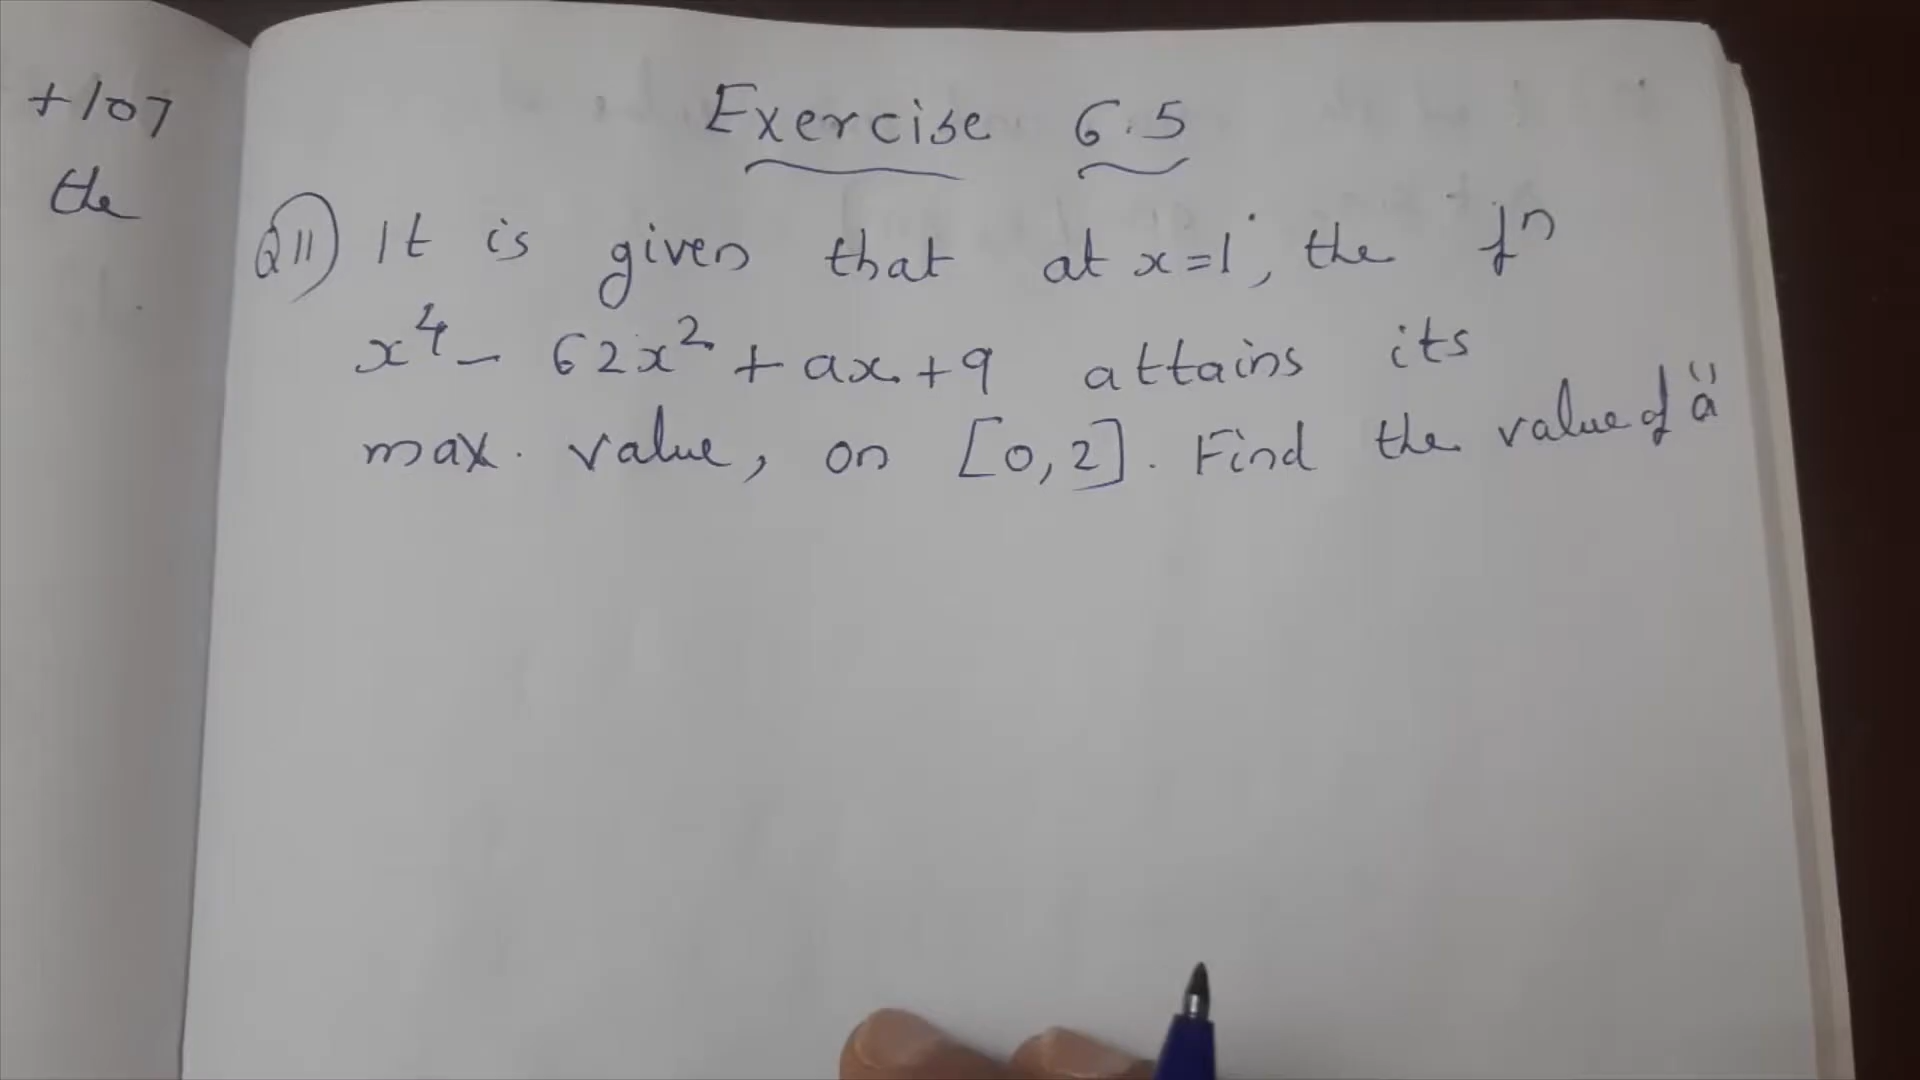 +107
the
Exercise 6.5
Q11) It is given that at x=1, the fⁿ
x⁴ - 62x² + ax + 9 attains its
max. value, on [0,2]. Find the value of "a